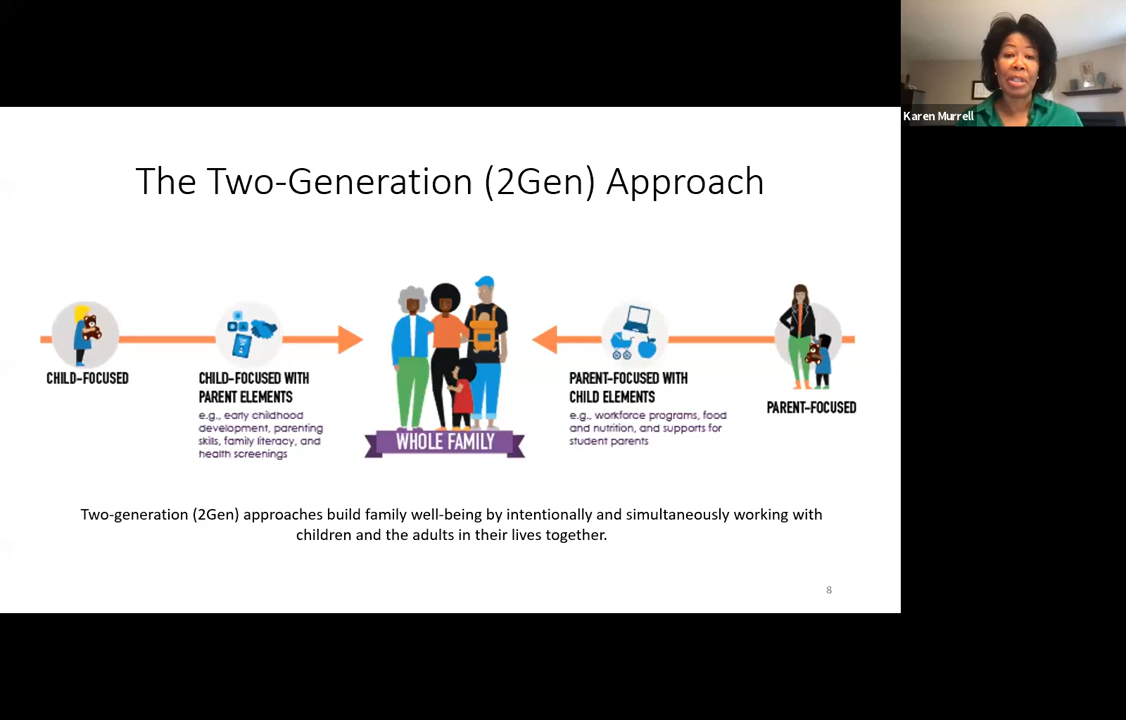 Karen Murrell
The Two-Generation (2Gen) Approach
CHILD-FOCUSED
CHILD-FOCUSED WITH
PARENT ELEMENTS
e.g., early childhood
development, parenting
skills, family literacy, and
health screenings
WHOLE FAMILY
PARENT-FOCUSED WITH
CHILD ELEMENTS
e.g., workforce programs, food
and nutrition, and supports for
student parents
PARENT-FOCUSED
Two-generation (2Gen) approaches build family well-being by intentionally and simultaneously working with
children and the adults in their lives together.
8